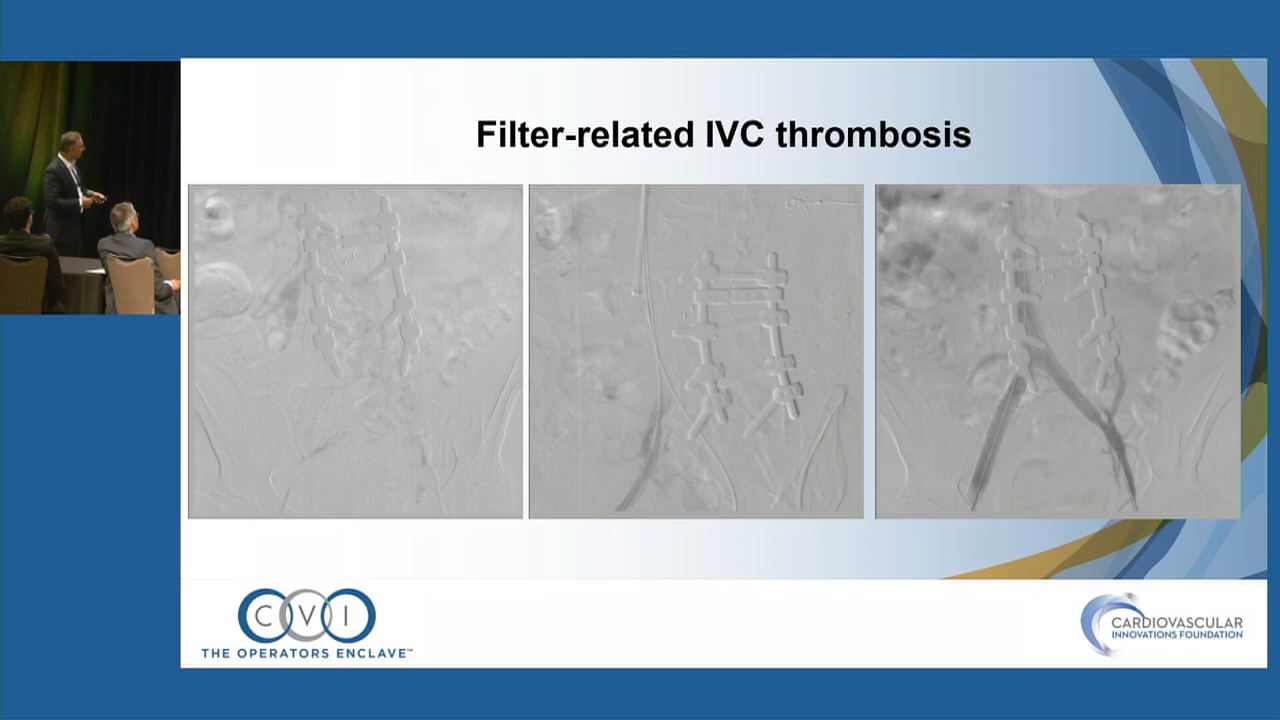 Filter-related IVC thrombosis
CVI
THE OPERATORS ENCLAVE™
CARDIOVASCULAR
INNOVATIONS FOUNDATION